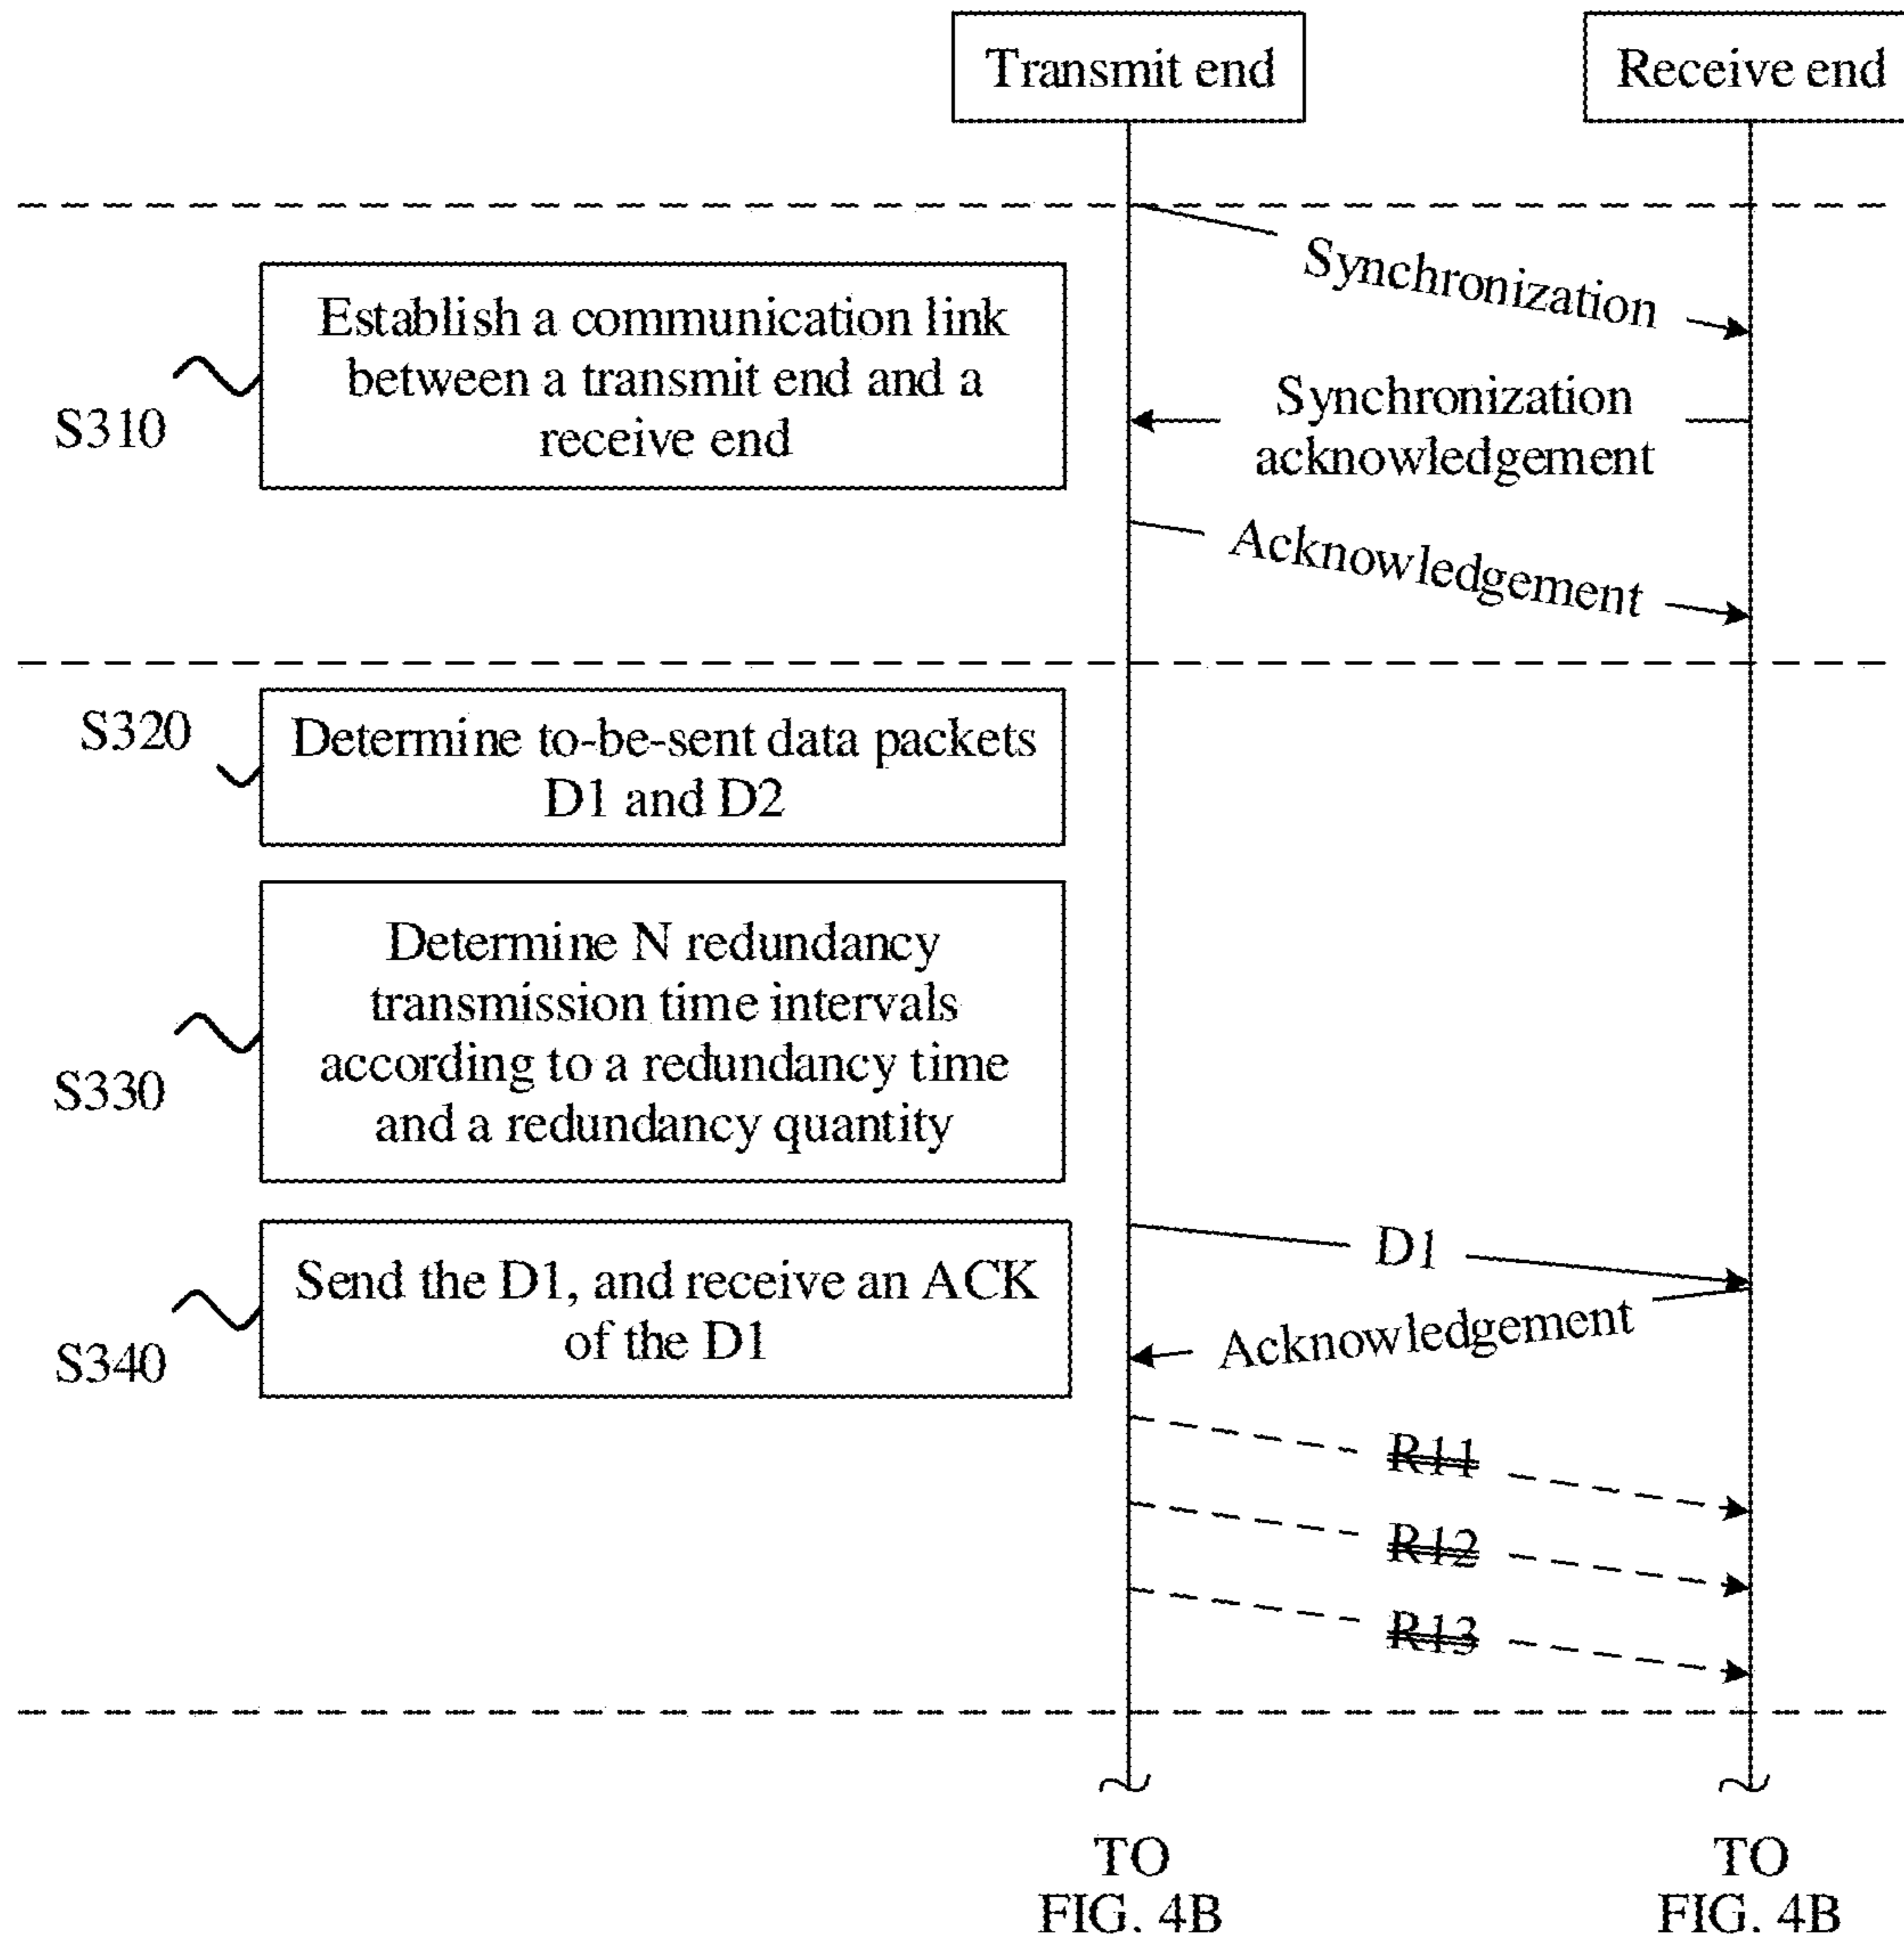 Transmit end
Receive end
Synchronization
Establish a communication link
between a transmit end and a
receive end
S310
Synchronization
acknowledgement
Acknowledgement
S320
Determine to-be-sent data packets
D1 and D2
Determine N redundancy
transmission time intervals
according to a redundancy time
and a redundancy quantity
S330
D1
Send the D1, and receive an ACK
of the D1
S340
Acknowledgement
R11
R12
R13
TO
FIG. 4B
TO
FIG. 4B